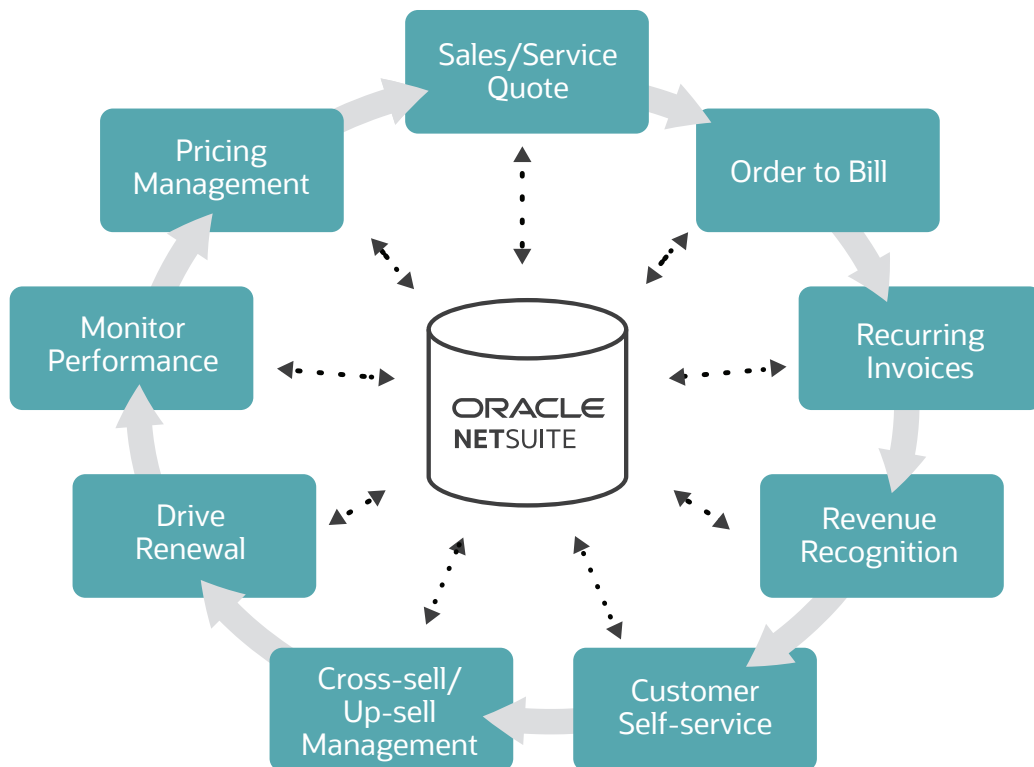 Sales/Service
Quote
Order to Bill
Recurring
Invoices
Revenue
Recognition
Customer
Self-service
Cross-sell/
Up-sell
Management
Drive
Renewal
Monitor
Performance
Pricing
Management
ORACLE
NETSUITE